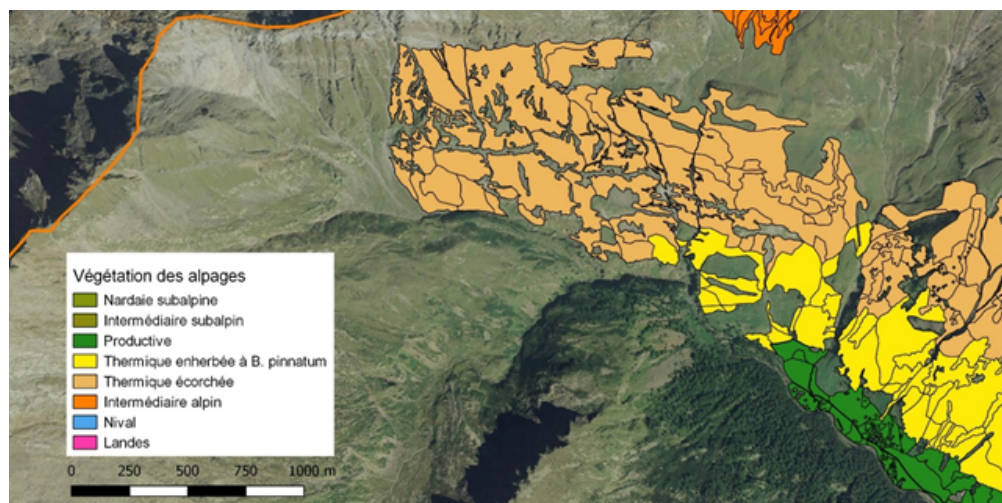 Végétation des alpages
Nardaie subalpine
Intermédiaire subalpin
Productive
Thermique enherbée à B. pinnatum
Thermique écorchée
Intermédiaire alpin
Nival
Landes
0 250 500 750 1000 m